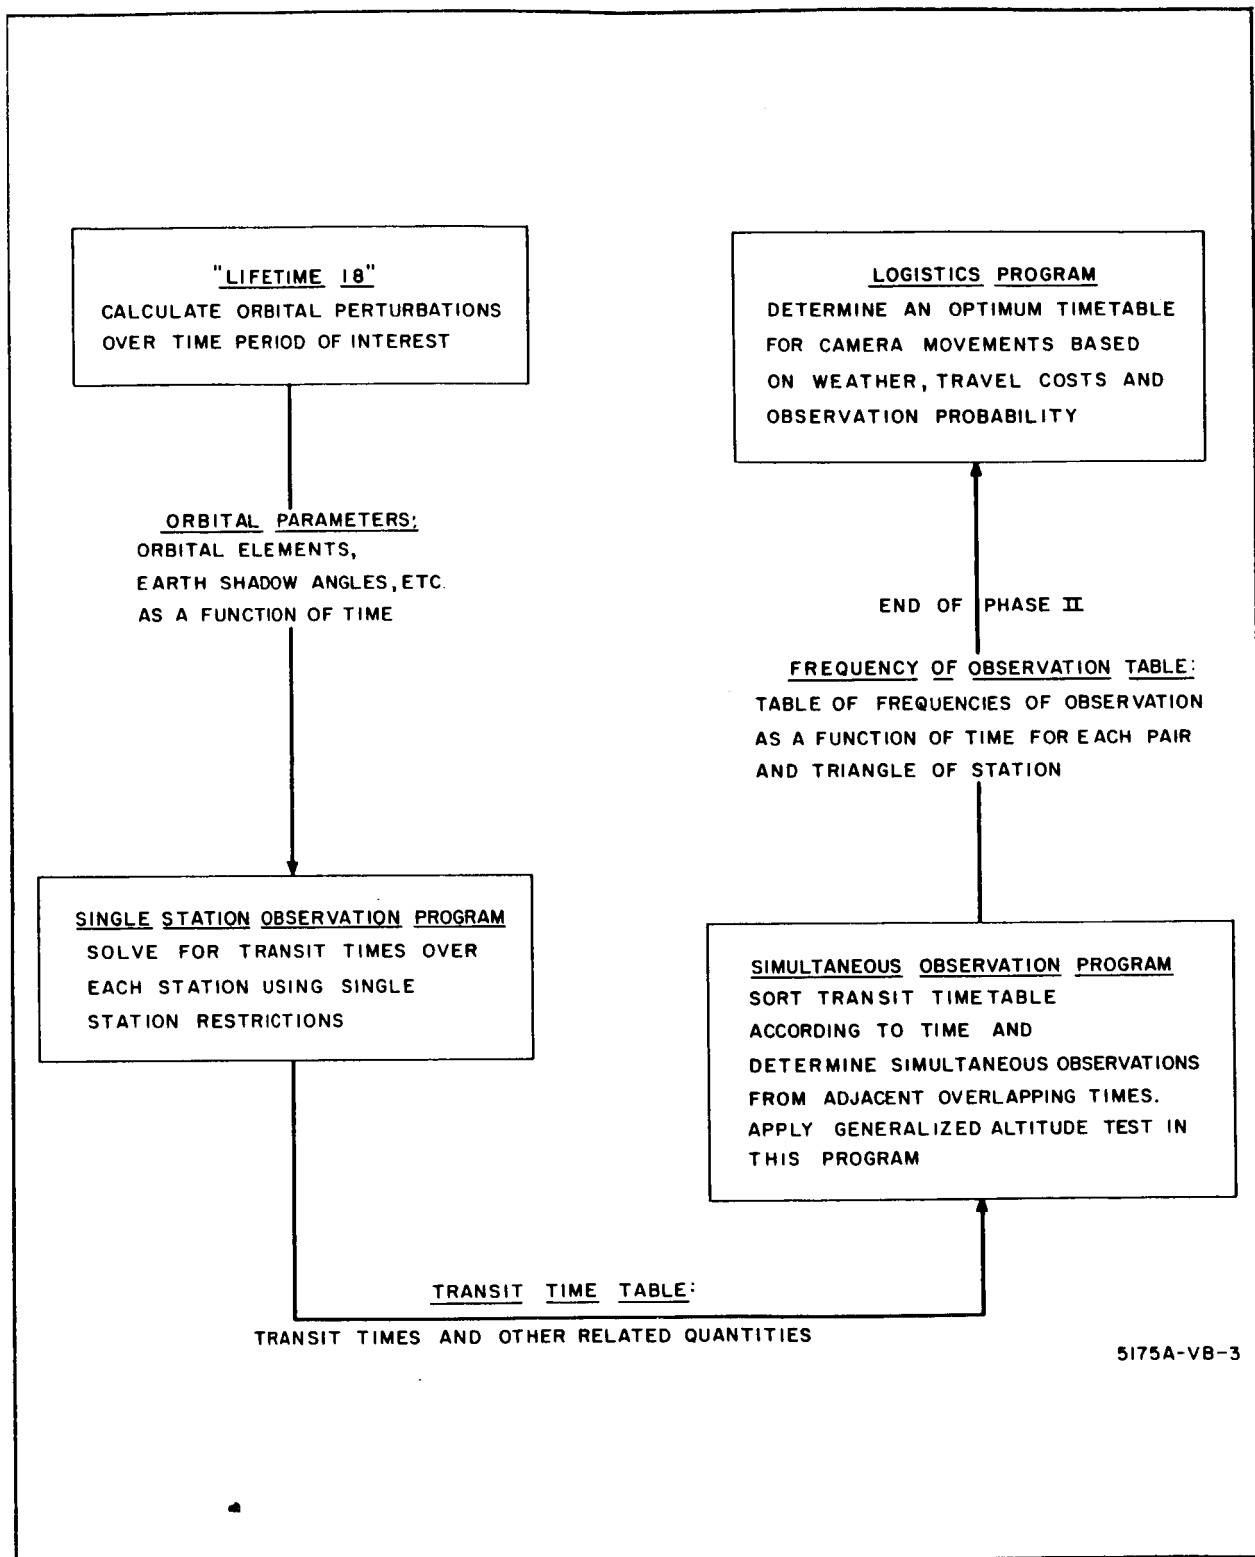 "LIFETIME 18"
CALCULATE ORBITAL PERTURBATIONS
OVER TIME PERIOD OF INTEREST
ORBITAL PARAMETERS:
ORBITAL ELEMENTS,
EARTH SHADOW ANGLES, ETC.
AS A FUNCTION OF TIME
SINGLE STATION OBSERVATION PROGRAM
SOLVE FOR TRANSIT TIMES OVER
EACH STATION USING SINGLE
STATION RESTRICTIONS
TRANSIT TIME TABLE:
TRANSIT TIMES AND OTHER RELATED QUANTITIES
SIMULTANEOUS OBSERVATION PROGRAM
SORT TRANSIT TIMETABLE
ACCORDING TO TIME AND
DETERMINE SIMULTANEOUS OBSERVATIONS
FROM ADJACENT OVERLAPPING TIMES.
APPLY GENERALIZED ALTITUDE TEST IN
THIS PROGRAM
FREQUENCY OF OBSERVATION TABLE:
TABLE OF FREQUENCIES OF OBSERVATION
AS A FUNCTION OF TIME FOR EACH PAIR
AND TRIANGLE OF STATION
END OF PHASE II
LOGISTICS PROGRAM
DETERMINE AN OPTIMUM TIMETABLE
FOR CAMERA MOVEMENTS BASED
ON WEATHER, TRAVEL COSTS AND
OBSERVATION PROBABILITY
5175A-VB-3